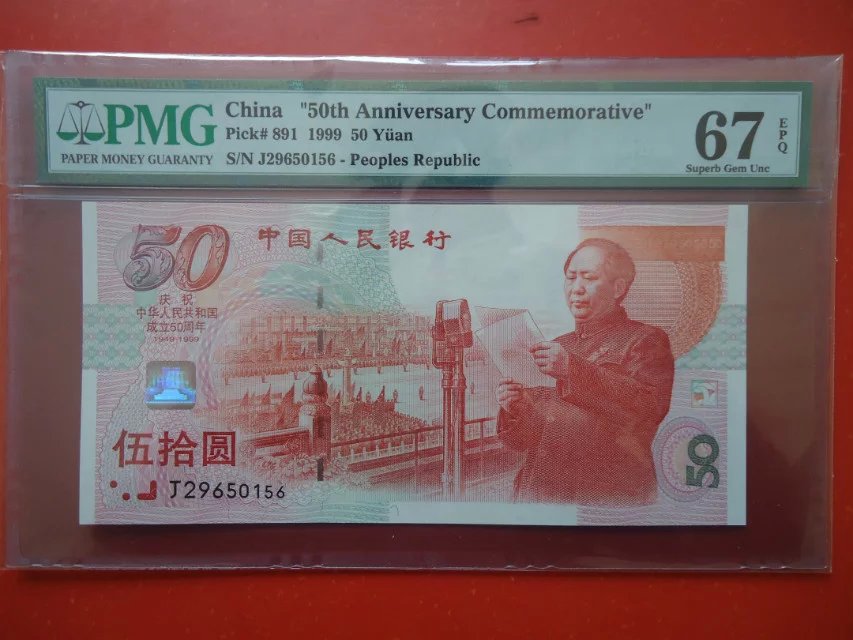 PMG
PAPER MONEY GUARANTY
China "50th Anniversary Commemorative"
Pick# 891 1999 50 Yüan
S/N J29650156 - Peoples Republic
67
EPQ
Superb Gem Unc
50
中国人民银行
庆祝
中华人民共和国
成立50周年
1949-1999
伍拾圆
J29650156
50